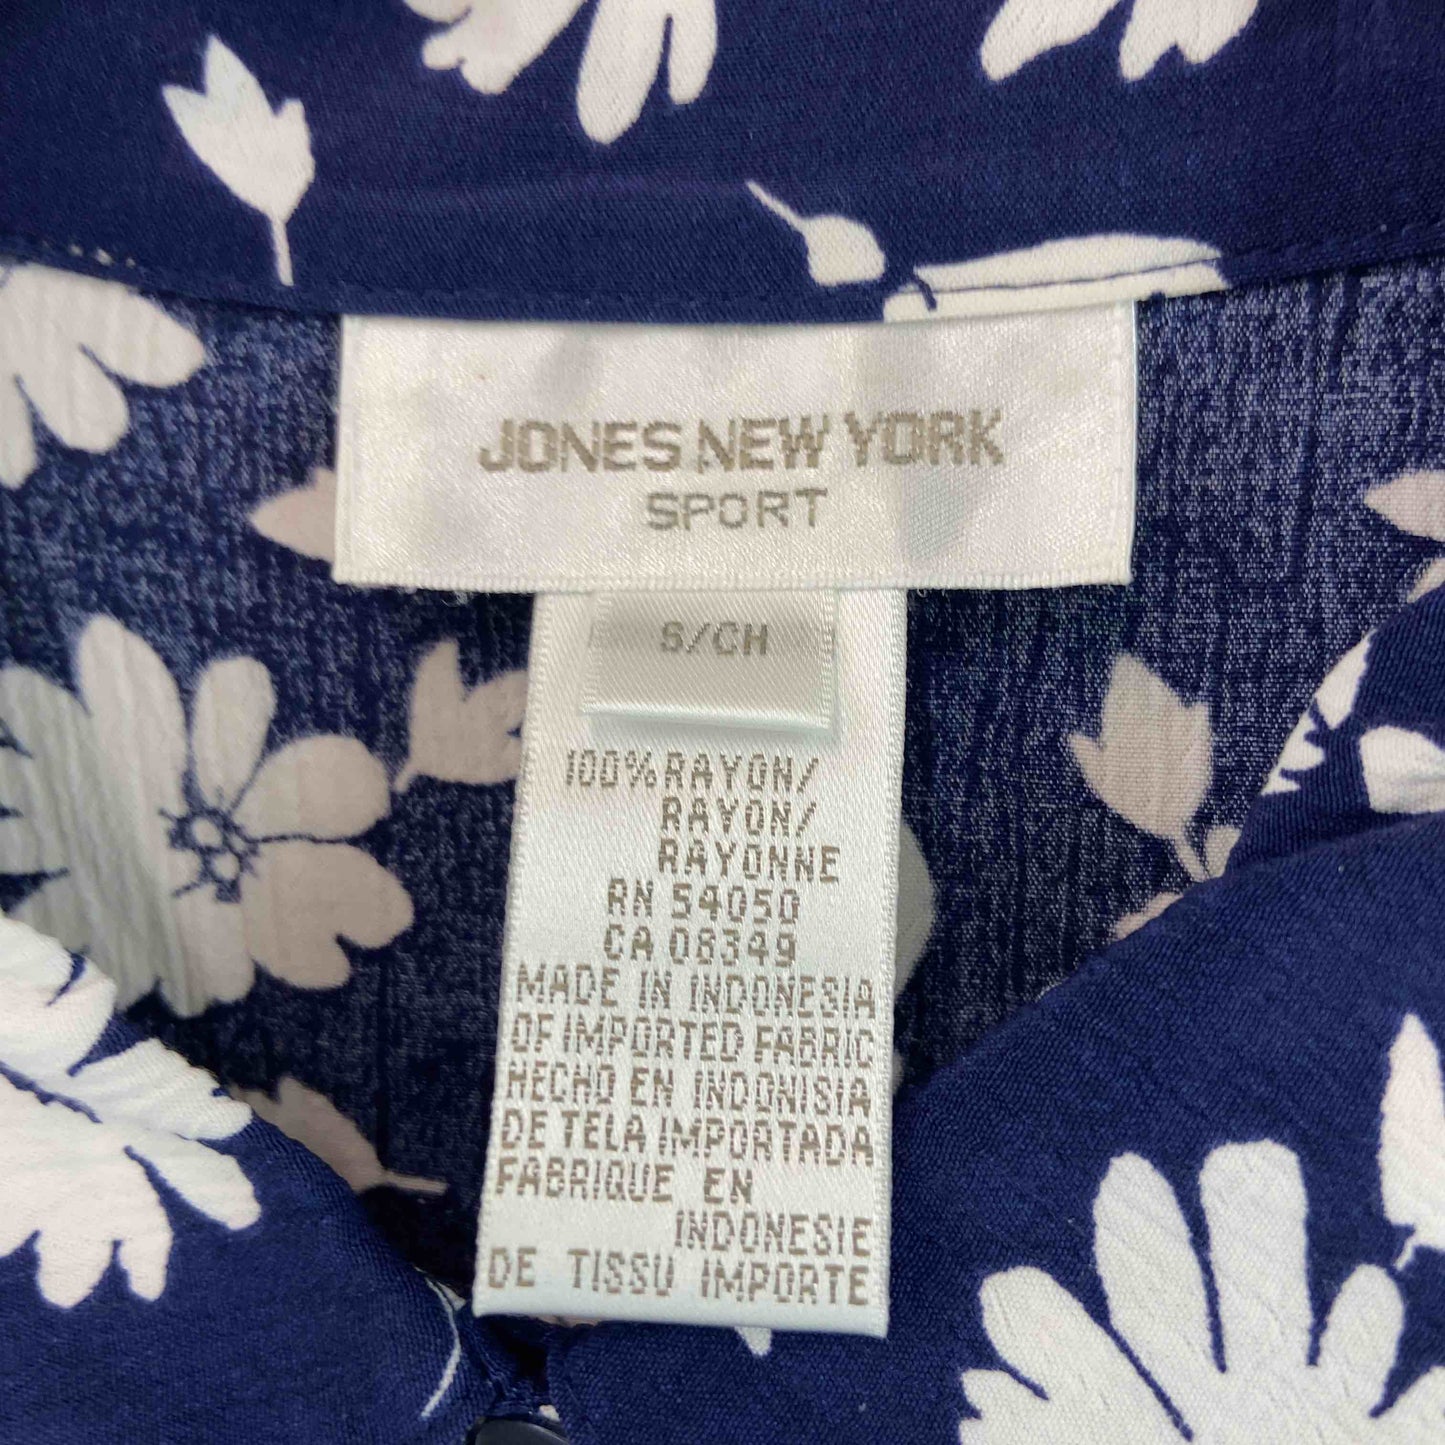 JONES NEW YORK
SPORT
S/CH
100% RAYON/
RAYON/
RAYONNE
RN 54050
CA 08349
MADE IN INDONESIA
OF IMPORTED FABRIC
HECHO EN INDONISIA
DE TELA IMPORTADA
FABRIQUE EN
INDONESIE
DE TISSU IMPORTE